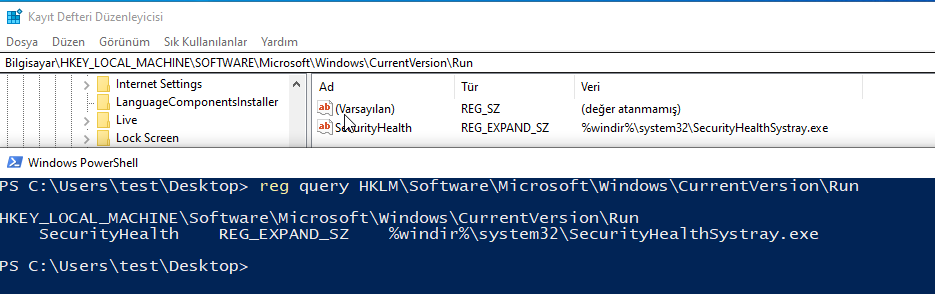 Kayıt Defteri Düzenleyicisi
Dosya Düzen Görünüm Sık Kullanılanlar Yardım
Bilgisayar\HKEY_LOCAL_MACHINE\SOFTWARE\Microsoft\Windows\CurrentVersion\Run
Internet Settings
LanguageComponentsInstaller
Live
Lock Screen
Ad Tür Veri
ab (Varsayılan) REG_SZ (değer atanmamış)
ab SecurityHealth REG_EXPAND_SZ %windir%\system32\SecurityHealthSystray.exe
Windows PowerShell
PS C:\Users\test\Desktop> reg query HKLM\Software\Microsoft\Windows\CurrentVersion\Run
HKEY_LOCAL_MACHINE\Software\Microsoft\Windows\CurrentVersion\Run
SecurityHealth REG_EXPAND_SZ %windir%\system32\SecurityHealthSystray.exe
PS C:\Users\test\Desktop>